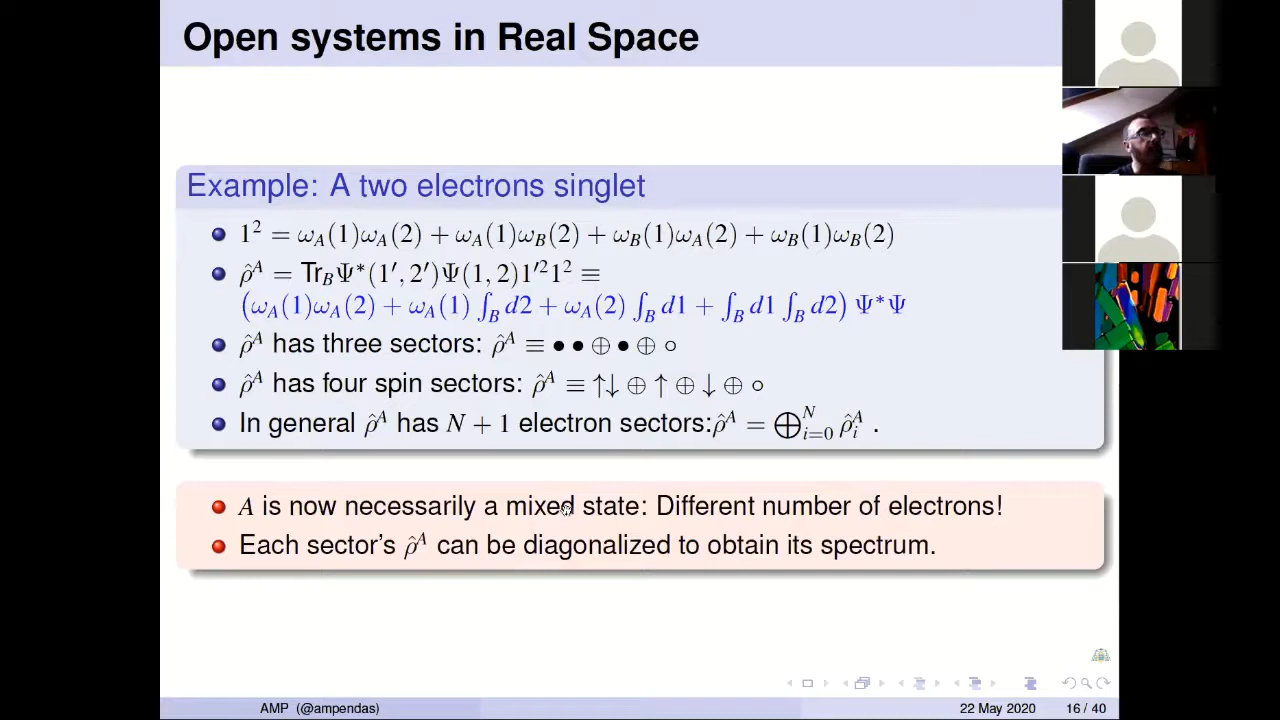 Open systems in Real Space
Example: A two electrons singlet
1² = ω_A(1)ω_A(2) + ω_A(1)ω_B(2) + ω_B(1)ω_A(2) + ω_B(1)ω_B(2)
ρ̂^A = Tr_BΨ*(1′, 2′)Ψ(1, 2)1′²1² ≡
(ω_A(1)ω_A(2) + ω_A(1) ∫_B d2 + ω_A(2) ∫_B d1 + ∫_B d1 ∫_B d2) Ψ*Ψ
ρ̂^A has three sectors: ρ̂^A ≡ • • ⊕ • ⊕ ∘
ρ̂^A has four spin sectors: ρ̂^A ≡ ↑↓ ⊕ ↑ ⊕ ↓ ⊕ ∘
In general ρ̂^A has N + 1 electron sectors:ρ̂^A = ⊕_{i=0}^N ρ̂_i^A .
A is now necessarily a mixed state: Different number of electrons!
Each sector's ρ̂^A can be diagonalized to obtain its spectrum.
AMP (@ampendas) 22 May 2020 16 / 40